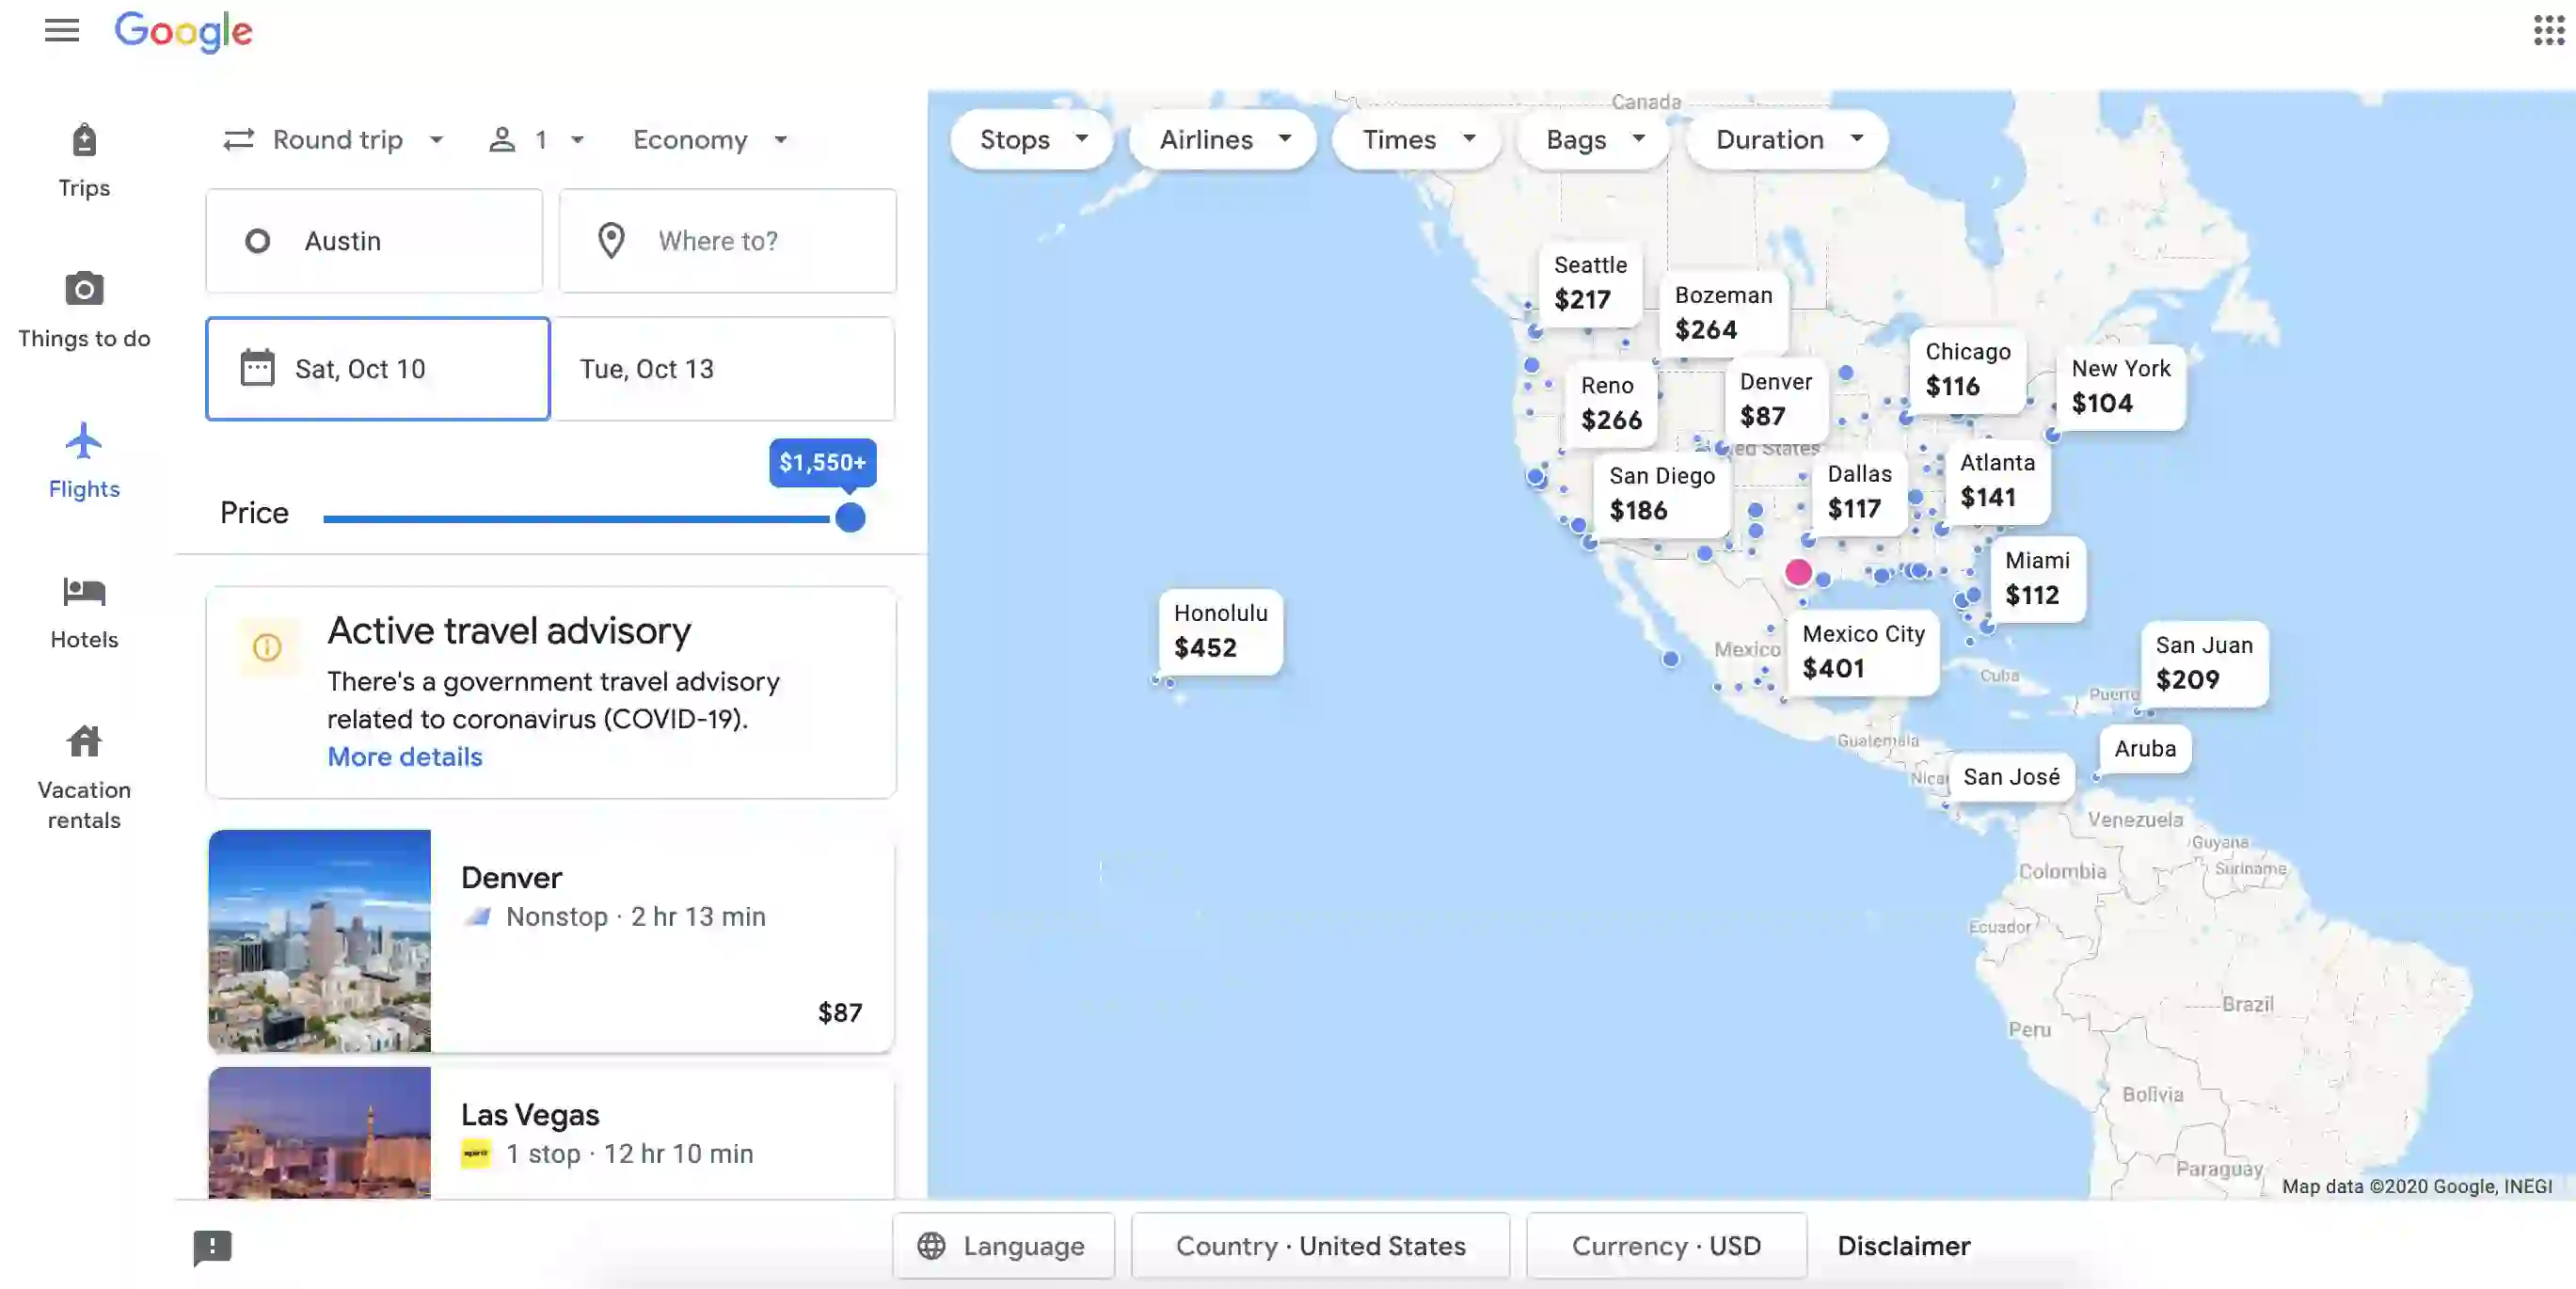 Google
Trips
Things to do
Flights
Hotels
Vacation
rentals
Round trip
1
Economy
Austin
Where to?
Sat, Oct 10
Tue, Oct 13
$1,550+
Price
Active travel advisory
There's a government travel advisory
related to coronavirus (COVID-19).
More details
Denver
Nonstop · 2 hr 13 min
$87
Las Vegas
spirit
1 stop · 12 hr 10 min
Stops
Airlines
Times
Bags
Duration
Canada
Seattle
$217
Bozeman
$264
Chicago
$116
New York
$104
Reno
$266
Denver
$87
ed States
San Diego
$186
Dallas
$117
Atlanta
$141
Miami
$112
Honolulu
$452
Mexico
Mexico City
$401
Cuba
San Juan
$209
Puerto
Guatemala
Aruba
Nica
San José
Venezuela
Guyana
Suriname
Colombia
Ecuador
Brazil
Peru
Bolivia
Paraguay
Map data ©2020 Google, INEGI
Language
Country · United States
Currency · USD
Disclaimer